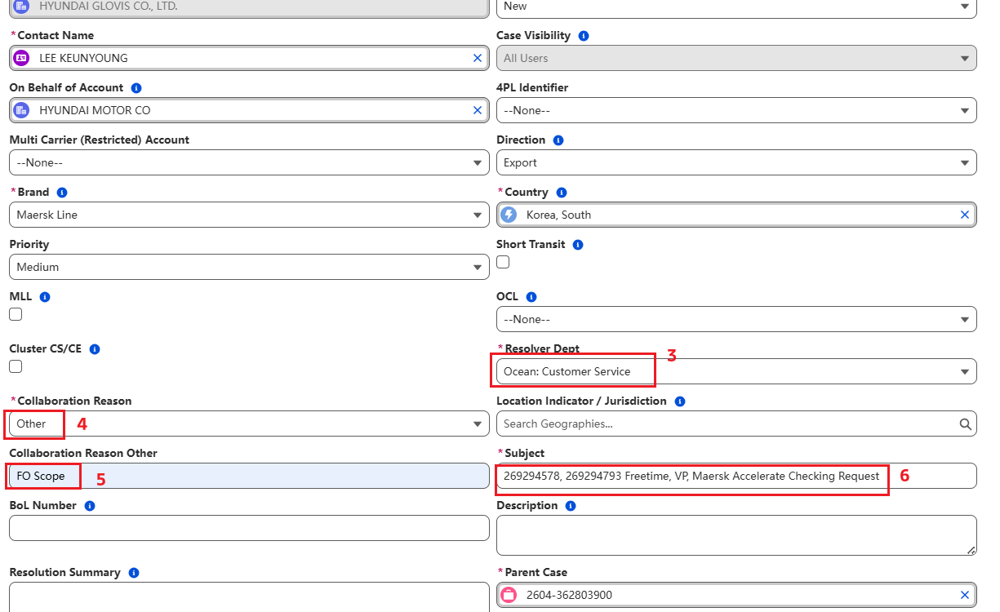 HYUNDAI GLOVIS CO., LTD.
New
*Contact Name
Case Visibility
LEE KEUNYOUNG
All Users
On Behalf of Account
4PL Identifier
HYUNDAI MOTOR CO
--None--
Multi Carrier (Restricted) Account
Direction
--None--
Export
*Brand
*Country
Maersk Line
Korea, South
Priority
Short Transit
Medium
MLL
OCL
--None--
Cluster CS/CE
*Resolver Dept
Ocean: Customer Service
3
*Collaboration Reason
Location Indicator / Jurisdiction
Other
4
Search Geographies...
Collaboration Reason Other
*Subject
FO Scope
5
269294578, 269294793 Freetime, VP, Maersk Accelerate Checking Request
6
BoL Number
Description
Resolution Summary
*Parent Case
2604-362803900